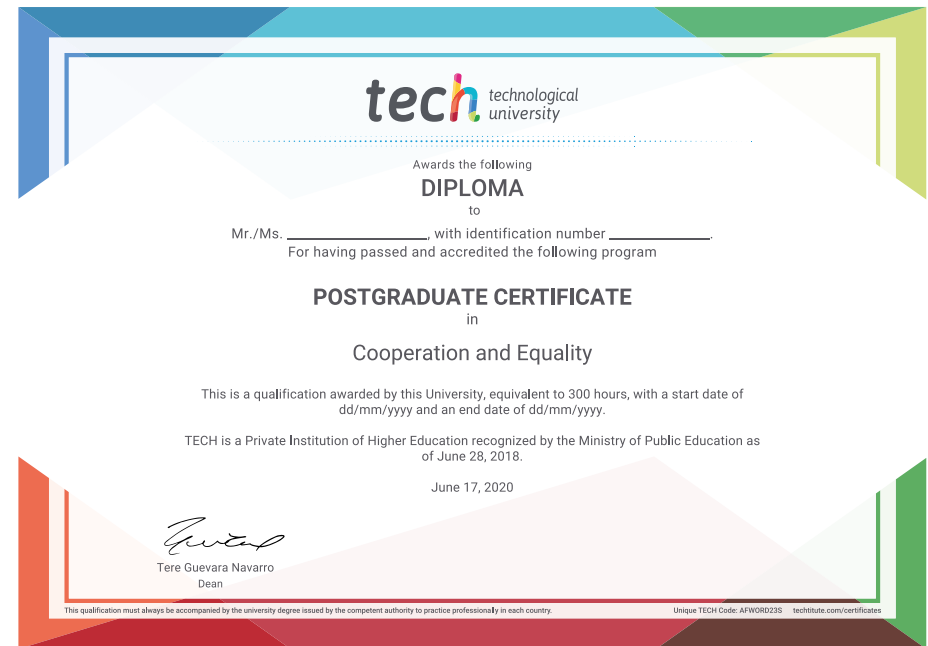 tech technological
university
Awards the following
DIPLOMA
to
Mr./Ms. ____________________, with identification number ______________.
For having passed and accredited the following program
POSTGRADUATE CERTIFICATE
in
Cooperation and Equality
This is a qualification awarded by this University, equivalent to 300 hours, with a start date of
dd/mm/yyyy and an end date of dd/mm/yyyy.
TECH is a Private Institution of Higher Education recognized by the Ministry of Public Education as
of June 28, 2018.
June 17, 2020
Tere Guevara Navarro
Dean
This qualification must always be accompanied by the university degree issued by the competent authority to practice professionally in each country. Unique TECH Code: AFWORD23S techtitute.com/certificates